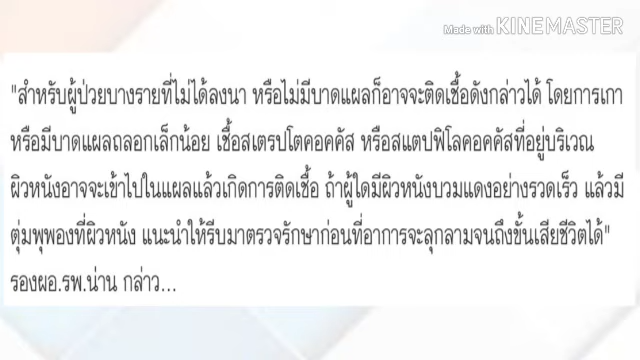 Made with KINEMASTER
"สำหรับผู้ป่วยบางรายที่ไม่ได้ลงนา หรือไม่มีบาดแผลก็อาจจะติดเชื้อดังกล่าวได้ โดยการเกา
หรือมีบาดแผลถลอกเล็กน้อย เชื้อสเตรปโตคอคคัส หรือสแตปฟิโลคอคคัสที่อยู่บริเวณ
ผิวหนังอาจจะเข้าไปในแผลแล้วเกิดการติดเชื้อ ถ้าผู้ใดมีผิวหนังบวมแดงอย่างรวดเร็ว แล้วมี
ตุ่มพุพองที่ผิวหนัง แนะนำให้รีบมาตรวจรักษาก่อนที่อาการจะลุกลามจนถึงขั้นเสียชีวิตได้"
รองผอ.รพ.น่าน กล่าว...